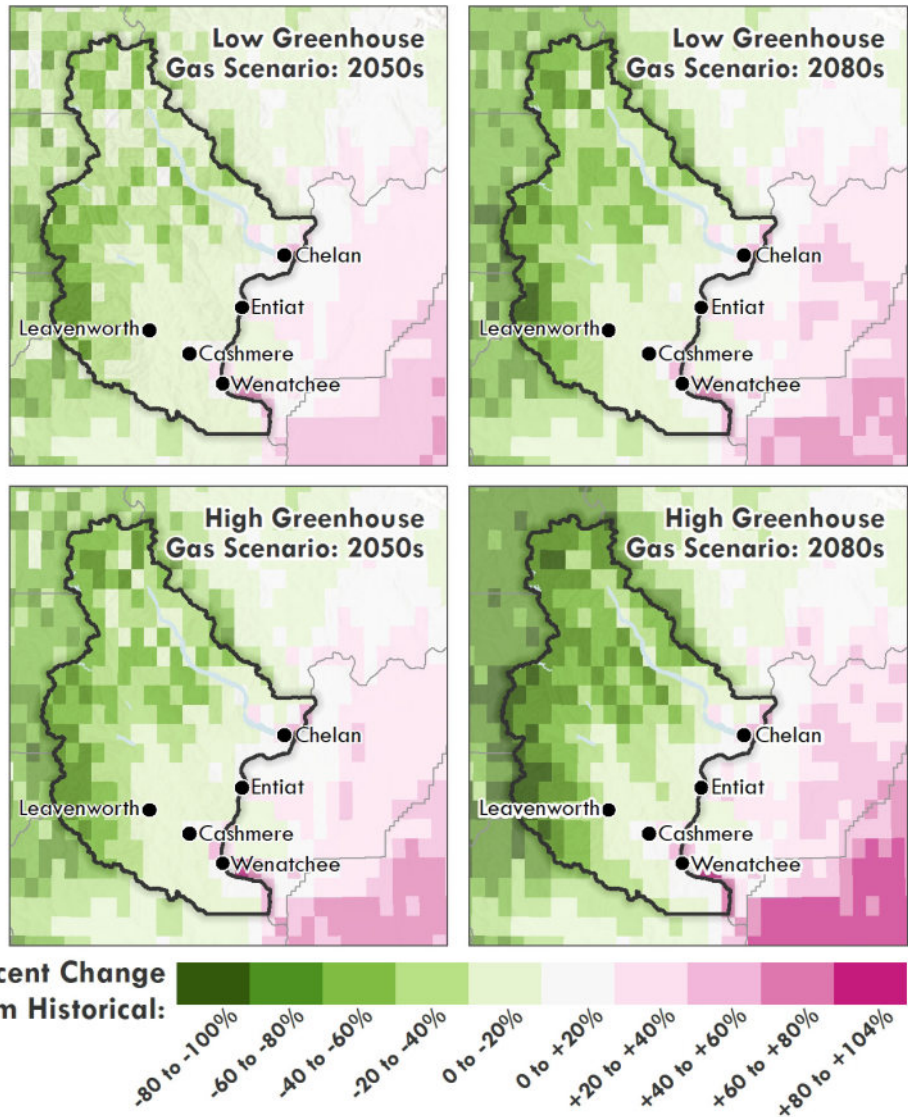 Low Greenhouse
Gas Scenario: 2050s
Chelan
Entiat
Leavenworth
Cashmere
Wenatchee
Low Greenhouse
Gas Scenario: 2080s
Chelan
Entiat
Leavenworth
Cashmere
Wenatchee
High Greenhouse
Gas Scenario: 2050s
Chelan
Entiat
Leavenworth
Cashmere
Wenatchee
High Greenhouse
Gas Scenario: 2080s
Chelan
Entiat
Leavenworth
Cashmere
Wenatchee
cent Change
m Historical:
-80 to -100%
-60 to -80%
-40 to -60%
-20 to -40%
0 to -20%
0 to +20%
+20 to +40%
+40 to +60%
+60 to +80%
+80 to +104%